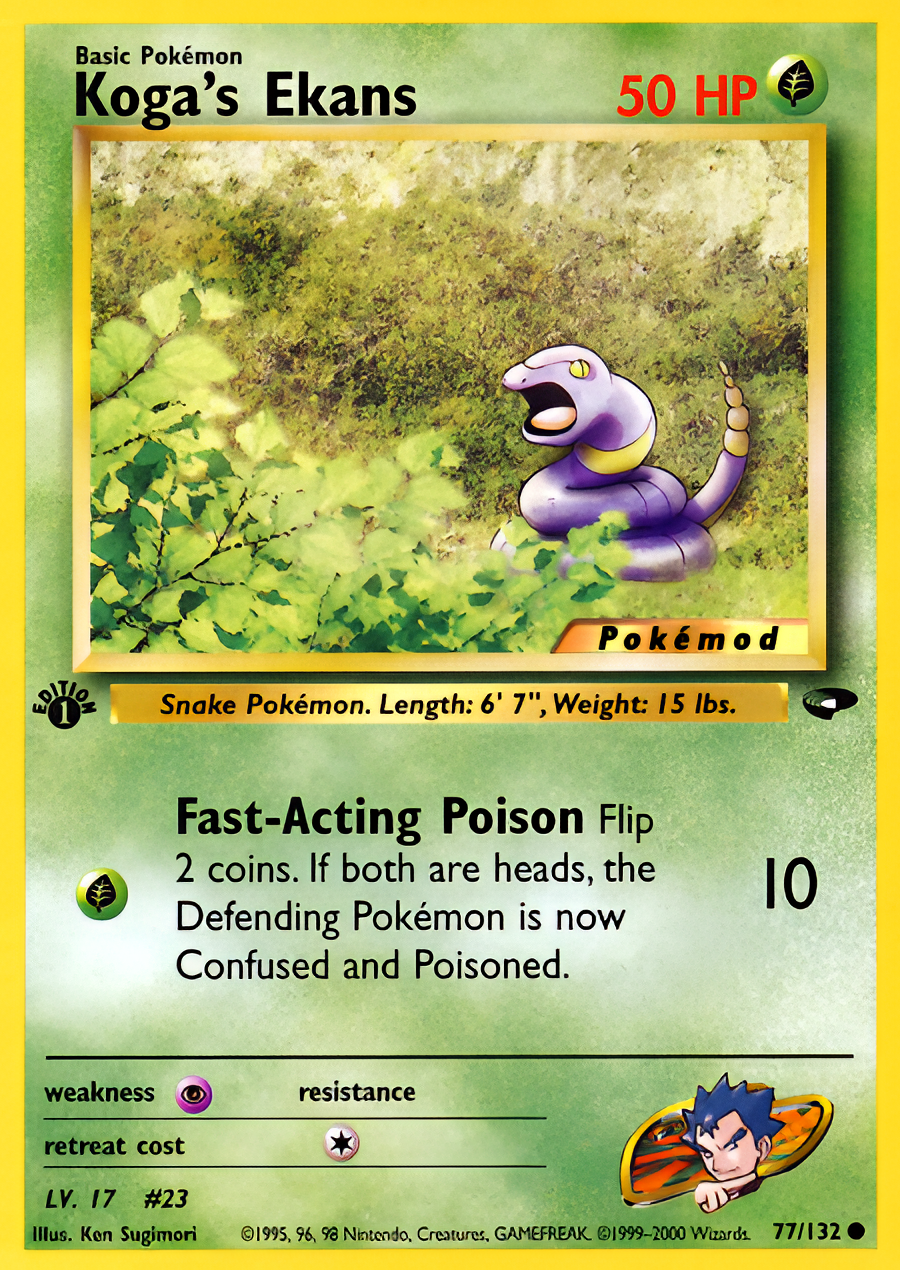 Basic Pokémon
Koga's Ekans
50 HP
Pokémod
EDITION
1
Snake Pokémon. Length: 6' 7", Weight: 15 lbs.
Fast-Acting Poison Flip
2 coins. If both are heads, the
Defending Pokémon is now
Confused and Poisoned.
10
weakness
resistance
retreat cost
LV. 17 #23
Illus. Ken Sugimori
©1995, 96, 98 Nintendo, Creatures, GAMEFREAK. ©1999-2000 Wizards.
77/132